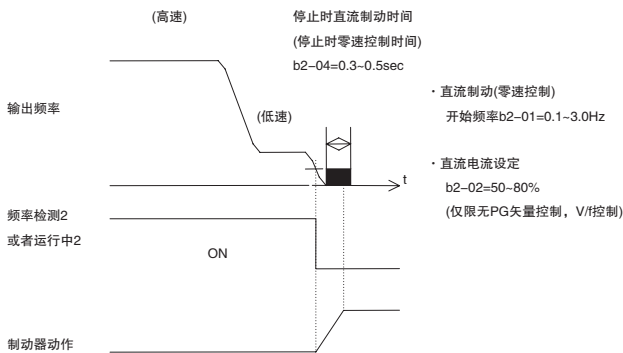 (高速)
停止时直流制动时间
(停止时零速控制时间)
b2-04=0.3~0.5sec
・直流制动(零速控制)
开始频率b2-01=0.1~3.0Hz
输出频率
(低速)
t
・直流电流设定
b2-02=50~80%
(仅限无PG矢量控制，V/f控制)
频率检测2
或者运行中2
ON
制动器动作